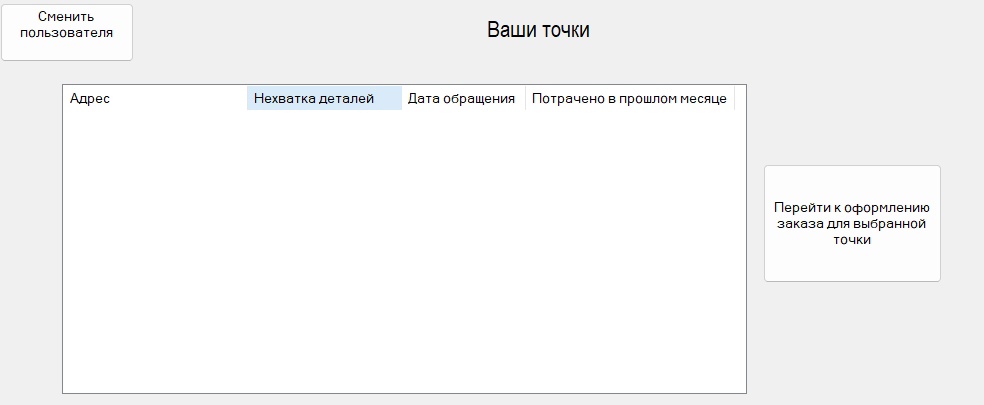 Сменить
пользователя
Ваши точки
Адрес Нехватка деталей Дата обращения Потрачено в прошлом месяце
Перейти к оформлению
заказа для выбранной
точки